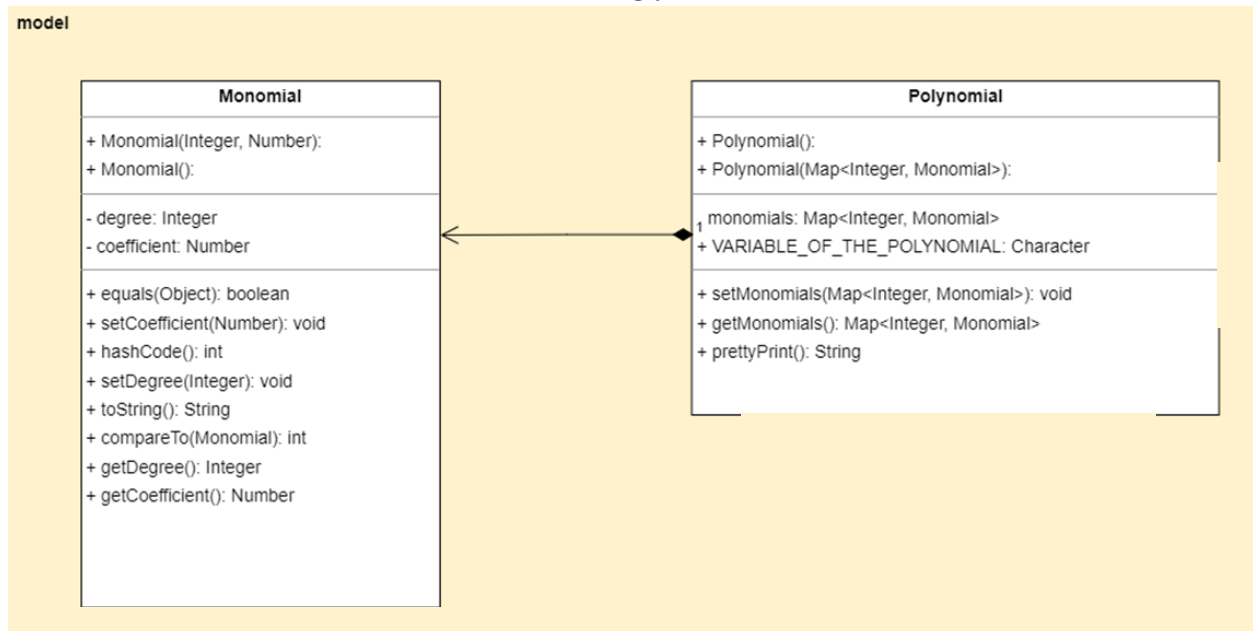 model
Monomial
+ Monomial(Integer, Number):
+ Monomial():
- degree: Integer
- coefficient: Number
+ equals(Object): boolean
+ setCoefficient(Number): void
+ hashCode(): int
+ setDegree(Integer): void
+ toString(): String
+ compareTo(Monomial): int
+ getDegree(): Integer
+ getCoefficient(): Number
Polynomial
+ Polynomial():
+ Polynomial(Map<Integer, Monomial>):
1 monomials: Map<Integer, Monomial>
+ VARIABLE_OF_THE_POLYNOMIAL: Character
+ setMonomials(Map<Integer, Monomial>): void
+ getMonomials(): Map<Integer, Monomial>
+ prettyPrint(): String